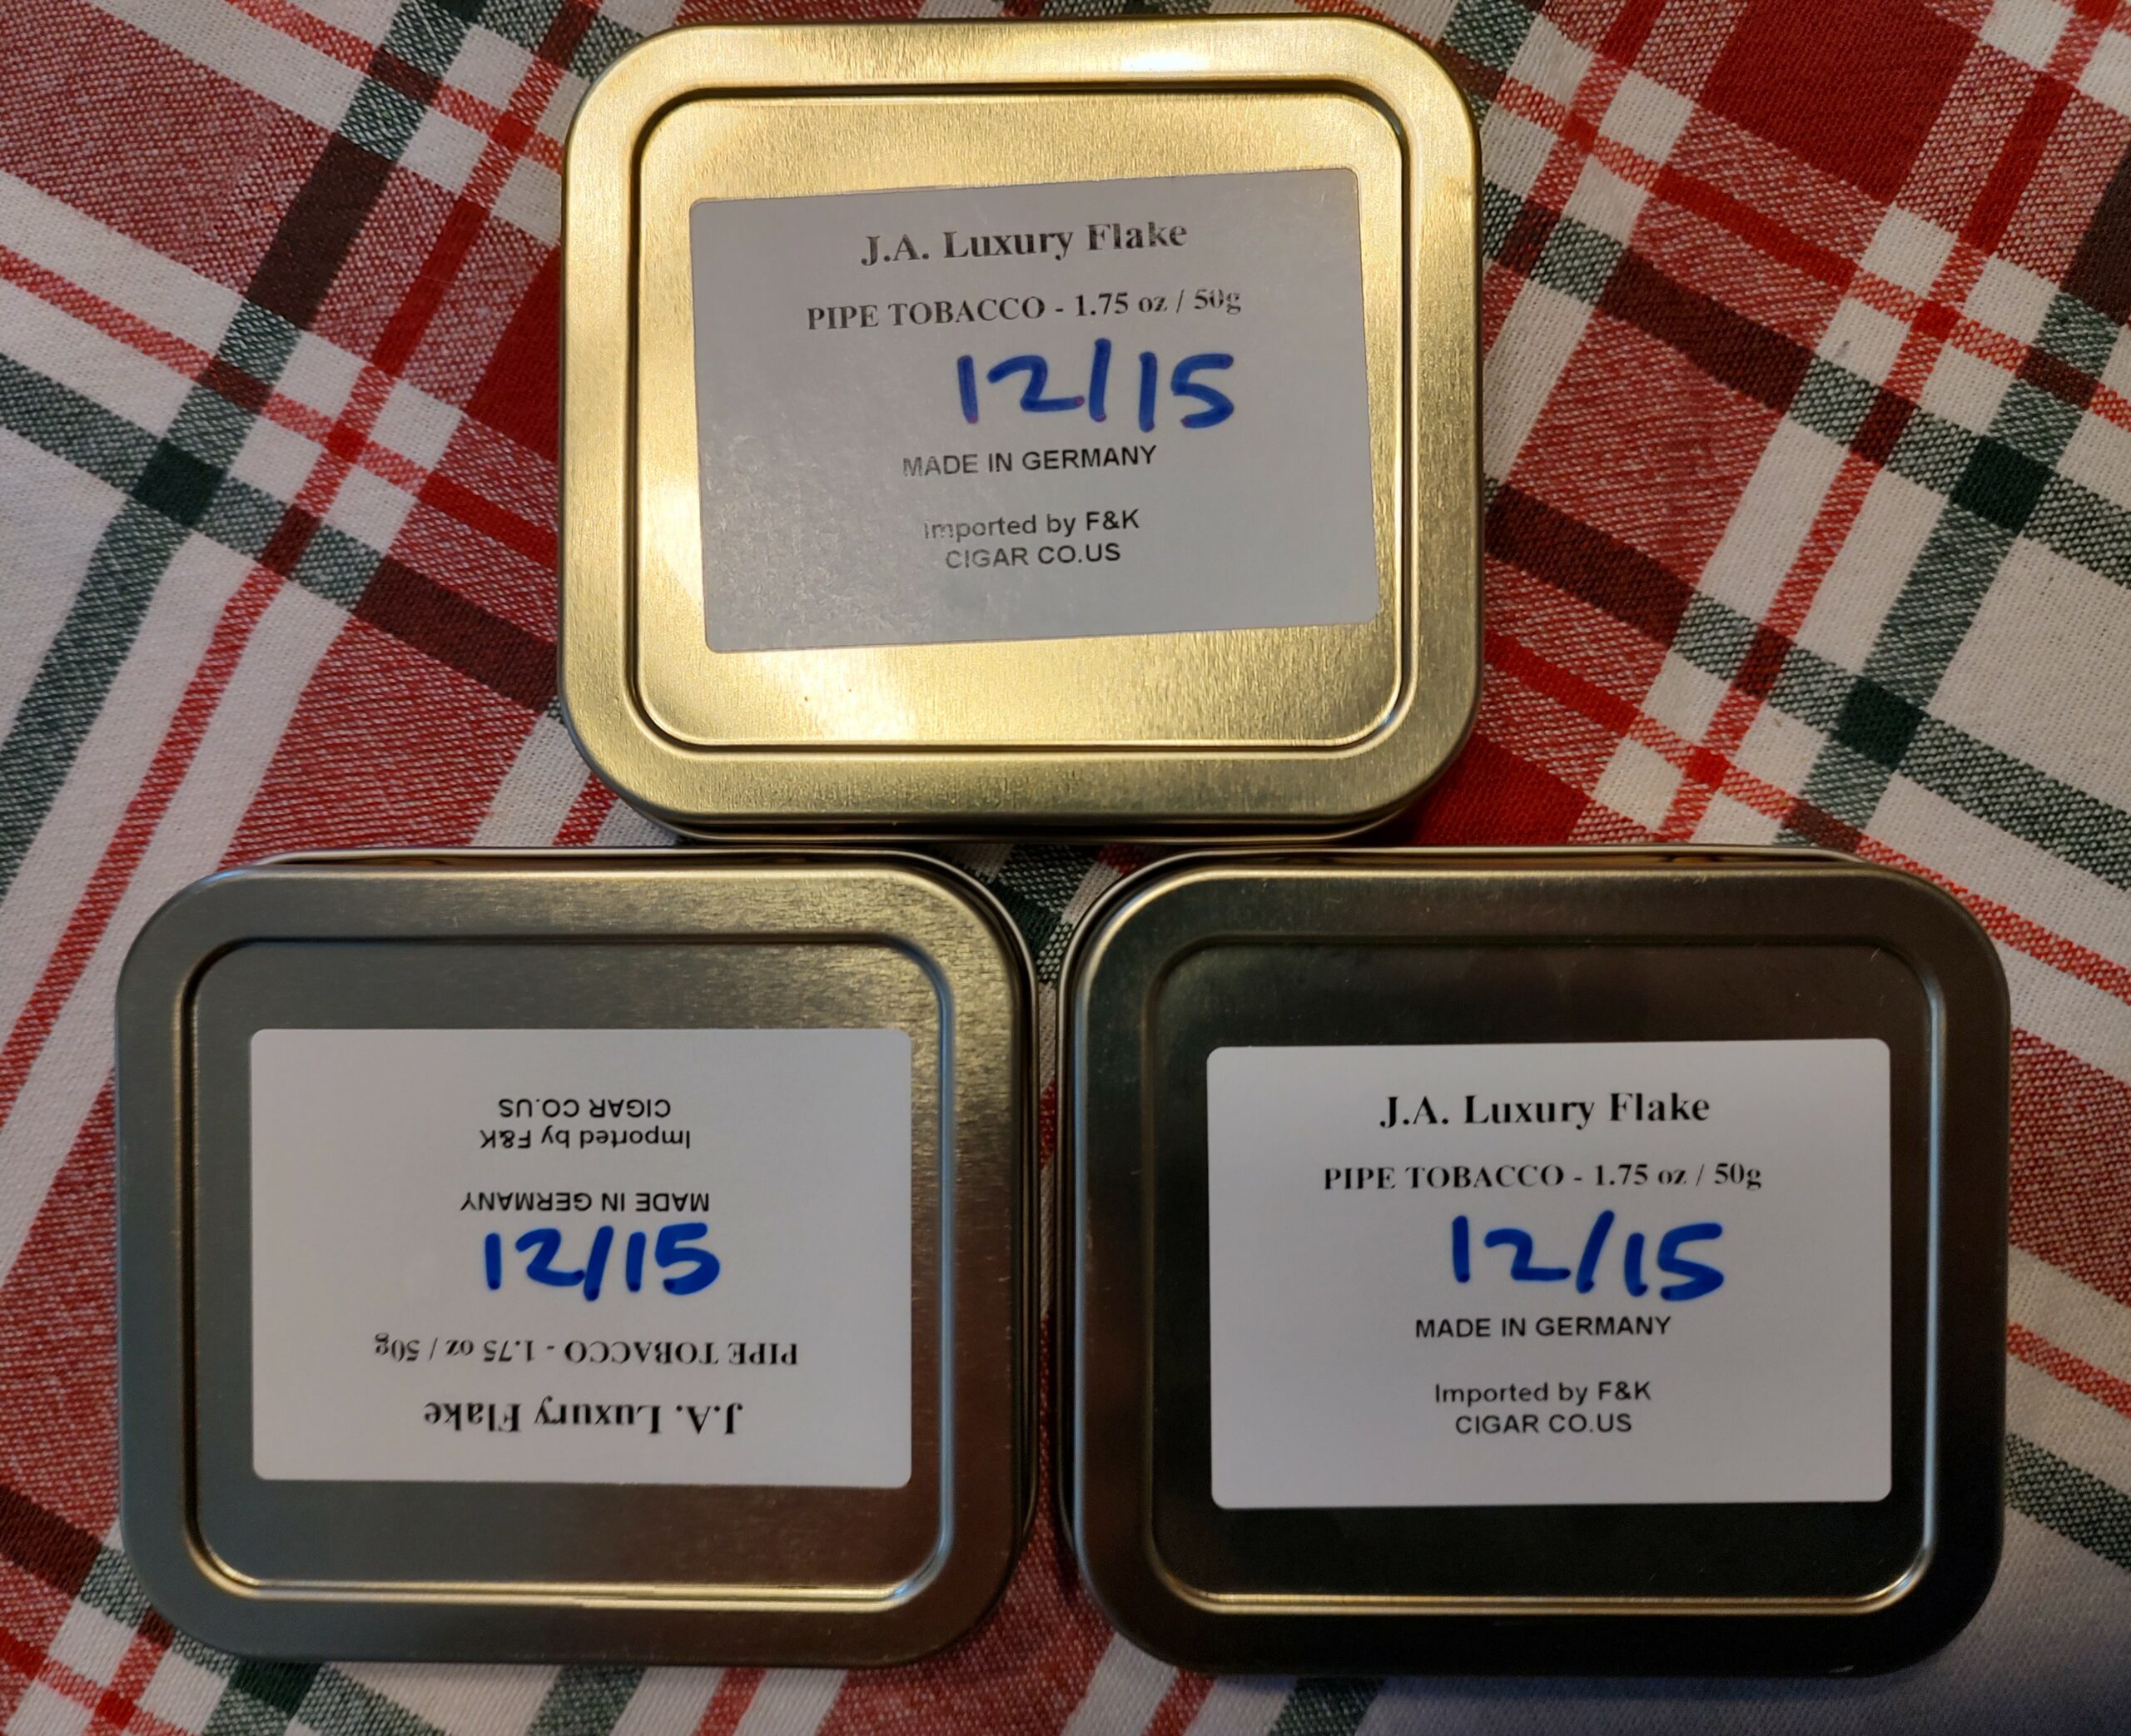 J.A. Luxury Flake
PIPE TOBACCO - 1.75 oz / 50g
12/15
MADE IN GERMANY
Imported by F&K
CIGAR CO.US
J.A. Luxury Flake
PIPE TOBACCO - 1.75 oz / 50g
12/15
MADE IN GERMANY
Imported by F&K
CIGAR CO.US
J.A. Luxury Flake
PIPE TOBACCO - 1.75 oz / 50g
12/15
MADE IN GERMANY
Imported by F&K
CIGAR CO.US